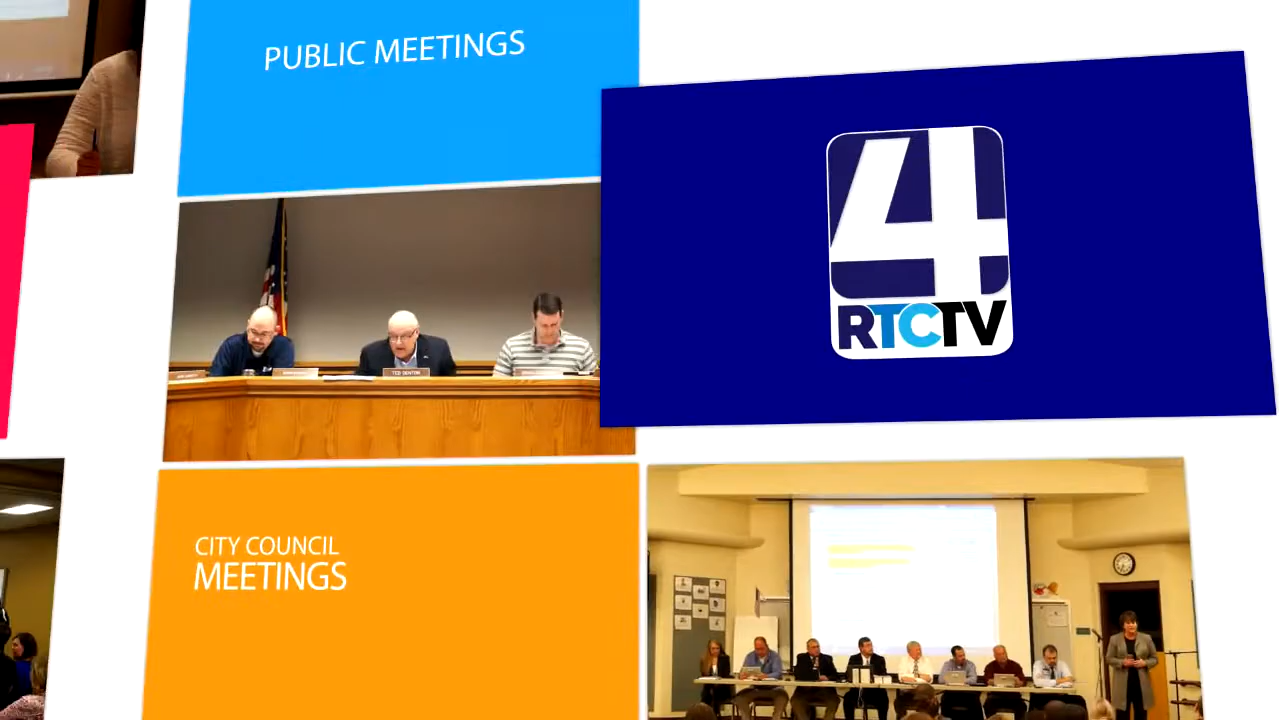 PUBLIC MEETINGS
4
RTCTV
TED DENTON
CITY COUNCIL
MEETINGS